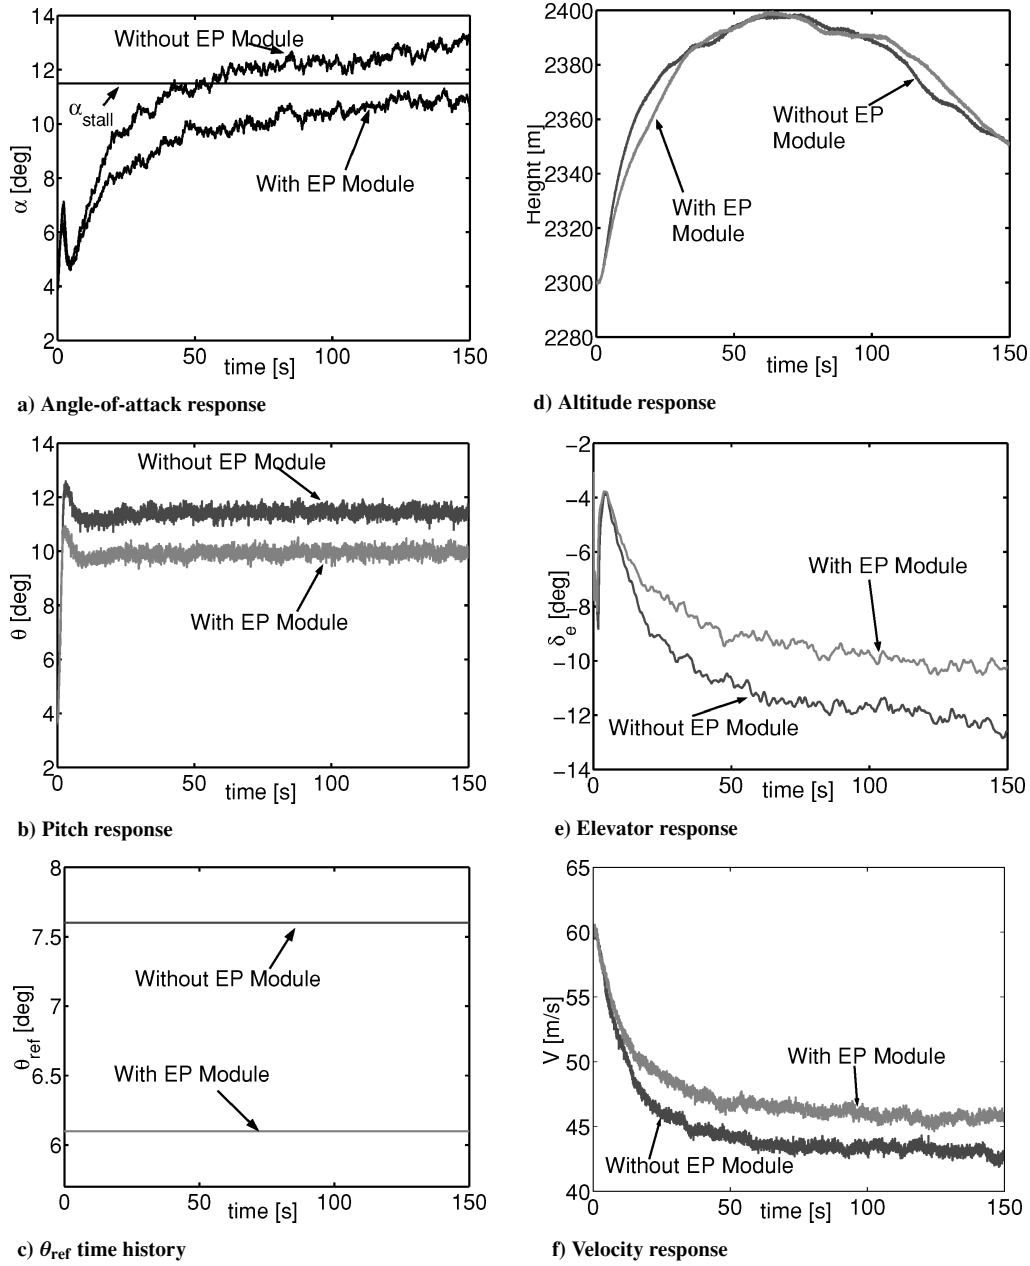 14
12
10
8
6
4
2
0
50
100
150
α [deg]
time [s]
Without EP Module
α_stall
With EP Module
a) Angle-of-attack response
2400
2380
2360
2340
2320
2300
2280
0
50
100
150
Height [m]
time [s]
Without EP
Module
With EP
Module
d) Altitude response
14
12
10
8
6
4
2
0
50
100
150
θ [deg]
time [s]
Without EP Module
With EP Module
b) Pitch response
−2
−4
−6
−8
−10
−12
−14
0
50
100
150
δ_e [deg]
time [s]
With EP Module
Without EP Module
e) Elevator response
8
7.5
7
6.5
6
0
50
100
150
θ_ref [deg]
time [s]
Without EP Module
With EP Module
c) θ_ref time history
65
60
55
50
45
40
0
50
100
150
V [m/s]
time [s]
With EP Module
Without EP Module
f) Velocity response